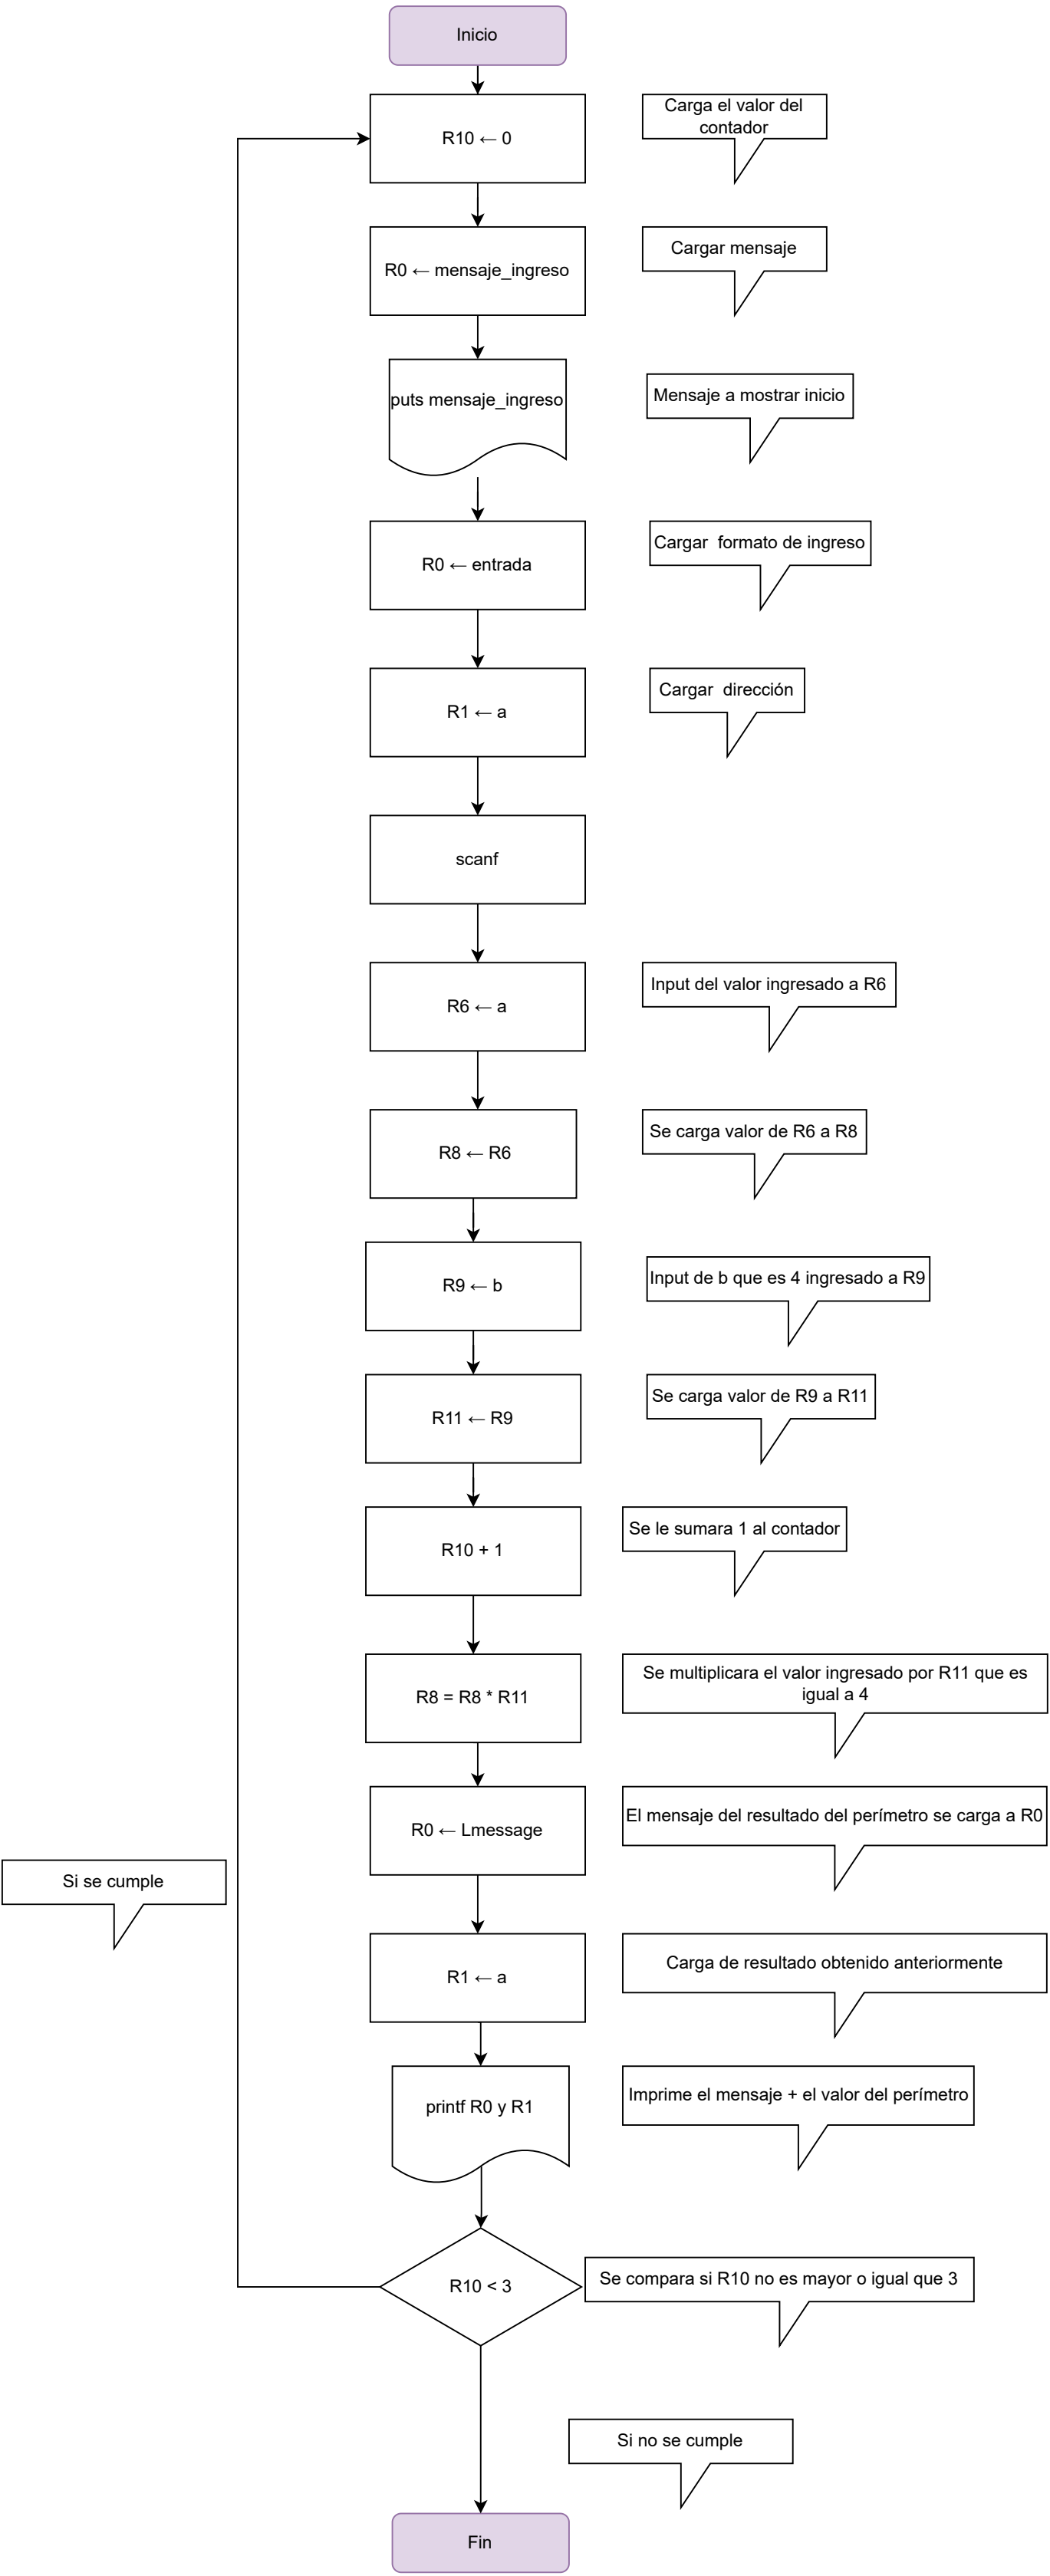 Inicio
R10 ← 0
Carga el valor del
contador
R0 ← mensaje_ingreso
Cargar mensaje
puts mensaje_ingreso
Mensaje a mostrar inicio
R0 ← entrada
Cargar  formato de ingreso
R1 ← a
Cargar  dirección
scanf
R6 ← a
Input del valor ingresado a R6
R8 ← R6
Se carga valor de R6 a R8
R9 ← b
Input de b que es 4 ingresado a R9
R11 ← R9
Se carga valor de R9 a R11
R10 + 1
Se le sumara 1 al contador
R8 = R8 * R11
Se multiplicara el valor ingresado por R11 que es
igual a 4
R0 ← Lmessage
El mensaje del resultado del perímetro se carga a R0
Si se cumple
R1 ← a
Carga de resultado obtenido anteriormente
printf R0 y R1
Imprime el mensaje + el valor del perímetro
R10 < 3
Se compara si R10 no es mayor o igual que 3
Si no se cumple
Fin